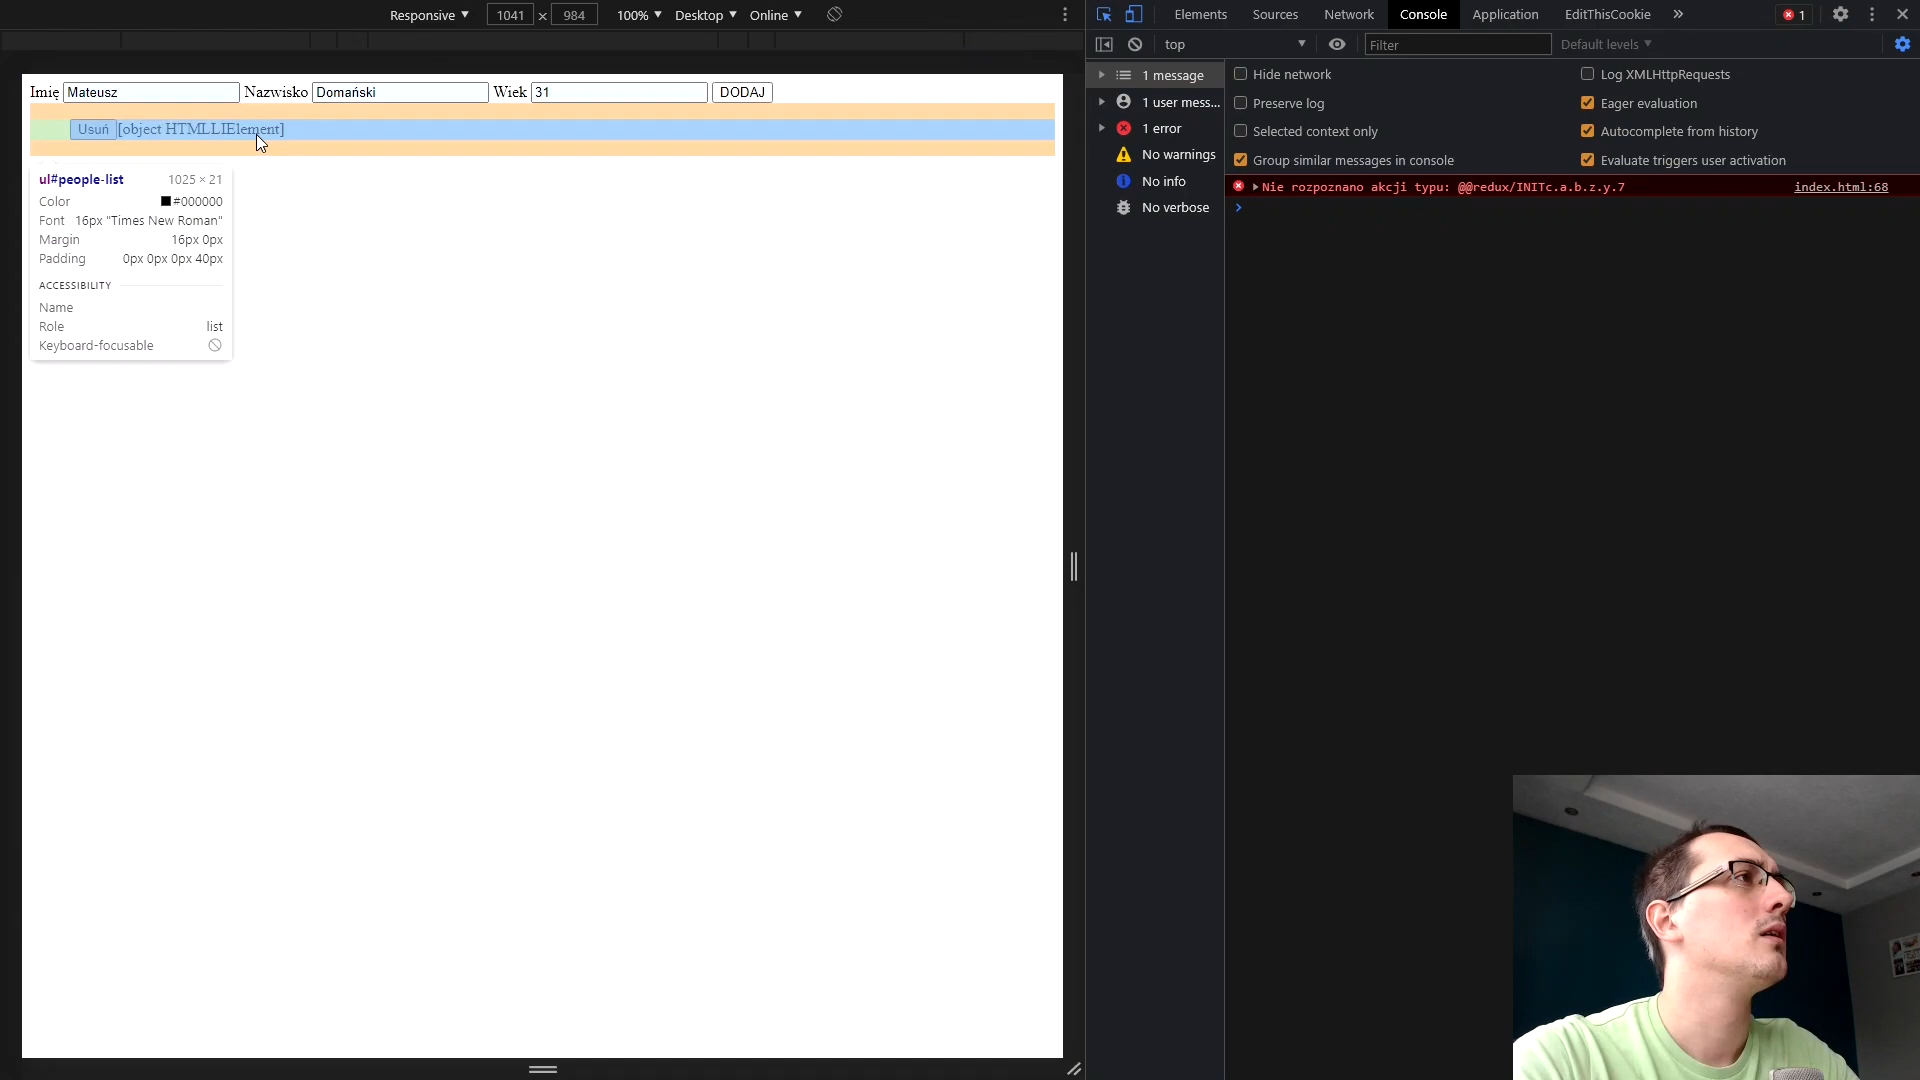 Responsive ▼ 1041 × 984 100% ▼ Desktop ▼ Online ▼
Elements Sources Network Console Application EditThisCookie » 1
top ▼ Filter Default levels ▼
1 message
1 user mess...
1 error
No warnings
No info
No verbose
Hide network
Preserve log
Selected context only
Group similar messages in console
Log XMLHttpRequests
Eager evaluation
Autocomplete from history
Evaluate triggers user activation
Nie rozpoznano akcji typu: @@redux/INITc.a.b.z.y.7 index.html:68
Imię Mateusz Nazwisko Domański Wiek 31 DODAJ
Usuń [object HTMLLIElement]
ul#people-list 1025 × 21
Color #000000
Font 16px "Times New Roman"
Margin 16px 0px
Padding 0px 0px 0px 40px
ACCESSIBILITY
Name
Role list
Keyboard-focusable